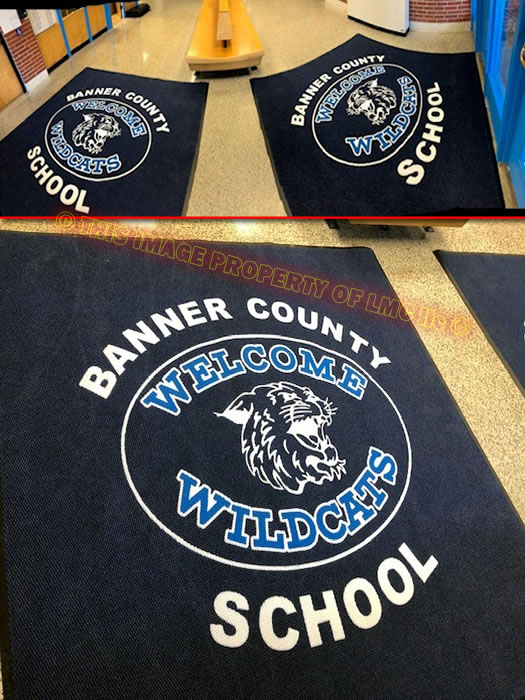 BANNER COUNTY
WELCOME
WILDCATS
SCHOOL
BANNER COUNTY
WELCOME
WILDCATS
SCHOOL
© THIS IMAGE PROPERTY OF LMCllc ©
BANNER COUNTY
WELCOME
WILDCATS
SCHOOL